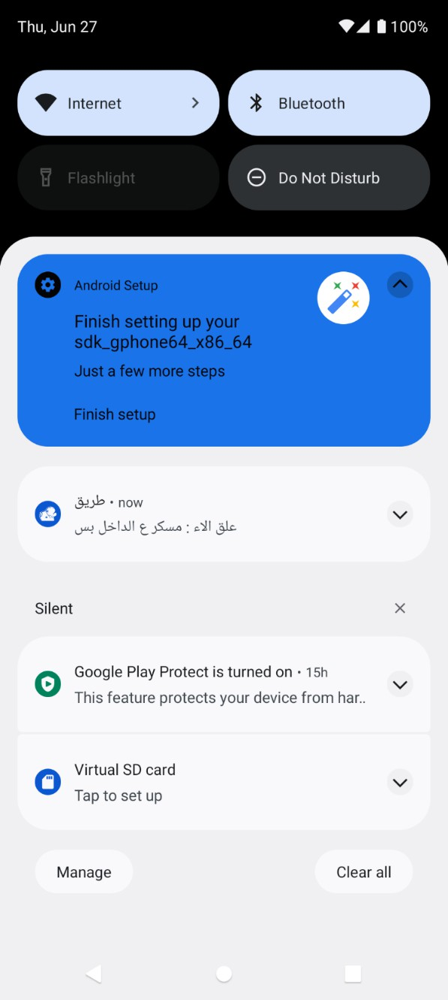 Thu, Jun 27
100%
Internet
Bluetooth
Flashlight
Do Not Disturb
Android Setup
Finish setting up your
sdk_gphone64_x86_64
Just a few more steps
Finish setup
طريق • now
علق الاء : مسكر ع الداخل بس
Silent
Google Play Protect is turned on • 15h
This feature protects your device from har..
Virtual SD card
Tap to set up
Manage
Clear all